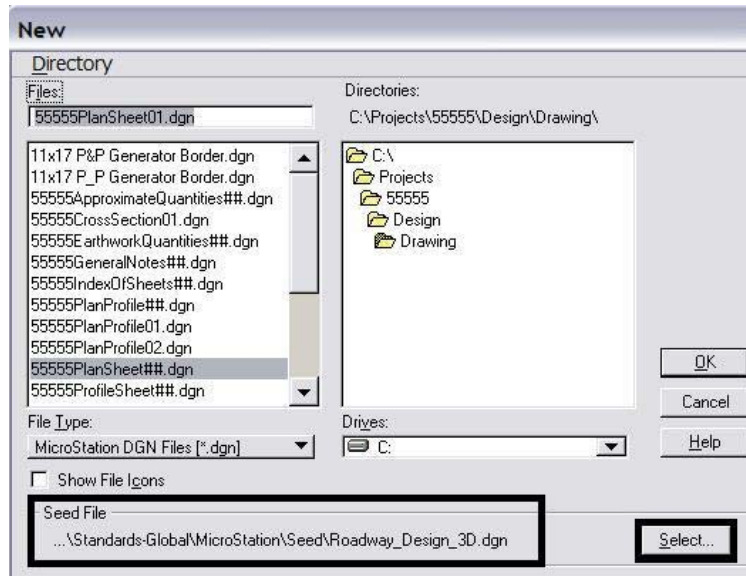 New
Directory
Files:
55555PlanSheet01.dgn
11x17 P&P Generator Border.dgn
11x17 P_P Generator Border.dgn
55555ApproximateQuantities##.dgn
55555CrossSection01.dgn
55555EarthworkQuantities##.dgn
55555GeneralNotes##.dgn
55555IndexOfSheets##.dgn
55555PlanProfile##.dgn
55555PlanProfile01.dgn
55555PlanProfile02.dgn
55555PlanSheet##.dgn
55555ProfileSheet##.dgn
Directories:
C:\Projects\55555\Design\Drawing\
C:\
Projects
55555
Design
Drawing
OK
Cancel
Help
File Type:
MicroStation DGN Files [*.dgn]
Drives:
C:
Show File Icons
Seed File
...\Standards-Global\MicroStation\Seed\Roadway_Design_3D.dgn
Select...